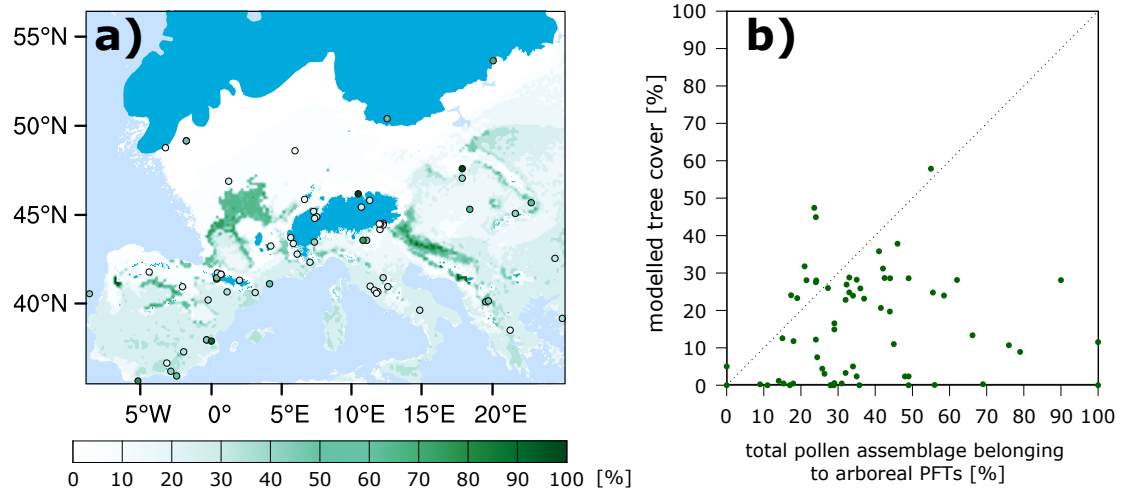 a)
55°N
50°N
45°N
40°N
5°W 0° 5°E 10°E 15°E 20°E
0 10 20 30 40 50 60 70 80 90 100 [%]
b)
modelled tree cover [%]
100
90
80
70
60
50
40
30
20
10
0
0 10 20 30 40 50 60 70 80 90 100
total pollen assemblage belonging
to arboreal PFTs [%]